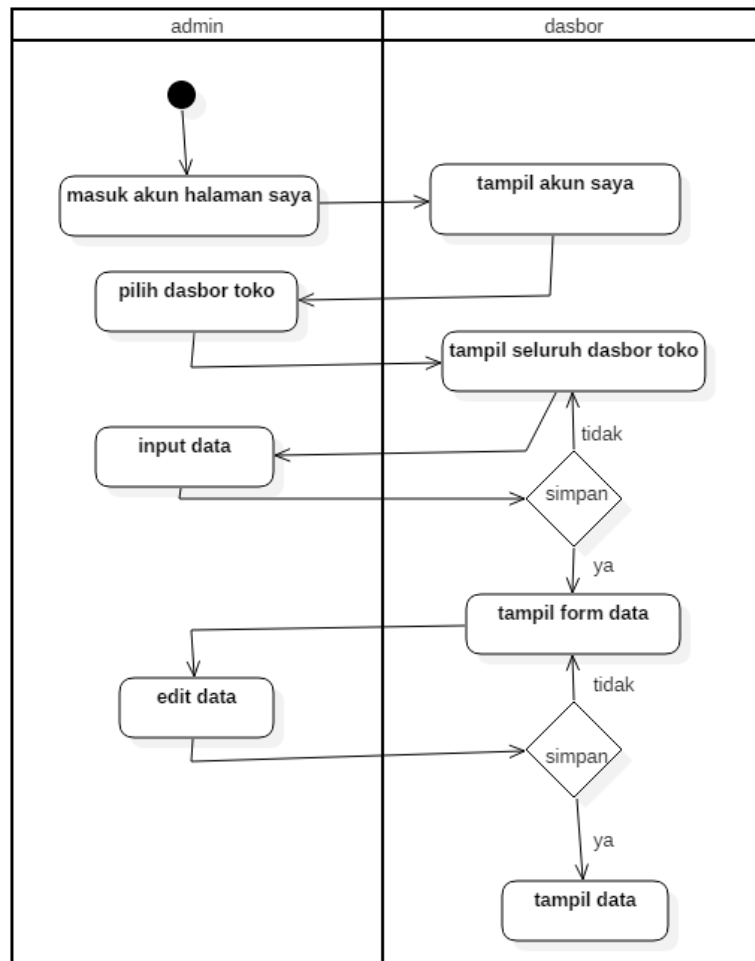 admin
dasbor
masuk akun halaman saya
tampil akun saya
pilih dasbor toko
tampil seluruh dasbor toko
tidak
input data
simpan
ya
tampil form data
tidak
edit data
simpan
ya
tampil data